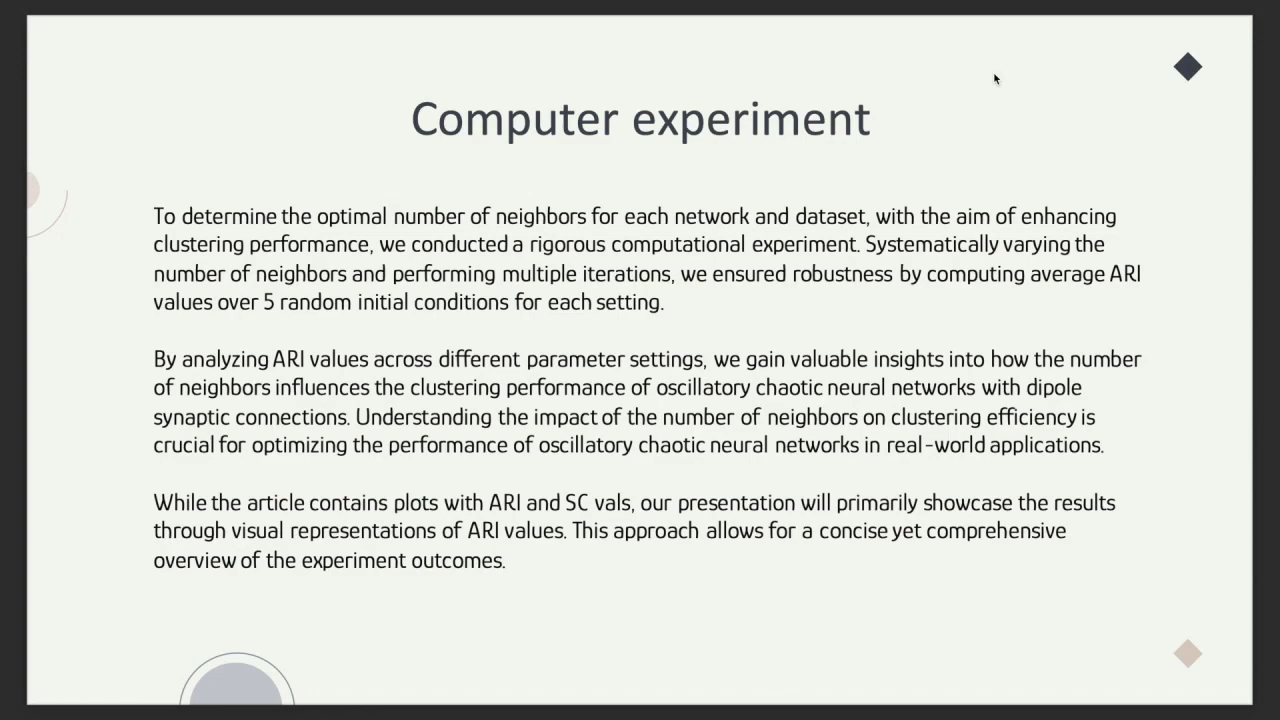 Computer experiment
To determine the optimal number of neighbors for each network and dataset, with the aim of enhancing
clustering performance, we conducted a rigorous computational experiment. Systematically varying the
number of neighbors and performing multiple iterations, we ensured robustness by computing average ARI
values over 5 random initial conditions for each setting.
By analyzing ARI values across different parameter settings, we gain valuable insights into how the number
of neighbors influences the clustering performance of oscillatory chaotic neural networks with dipole
synaptic connections. Understanding the impact of the number of neighbors on clustering efficiency is
crucial for optimizing the performance of oscillatory chaotic neural networks in real-world applications.
While the article contains plots with ARI and SC vals, our presentation will primarily showcase the results
through visual representations of ARI values. This approach allows for a concise yet comprehensive
overview of the experiment outcomes.